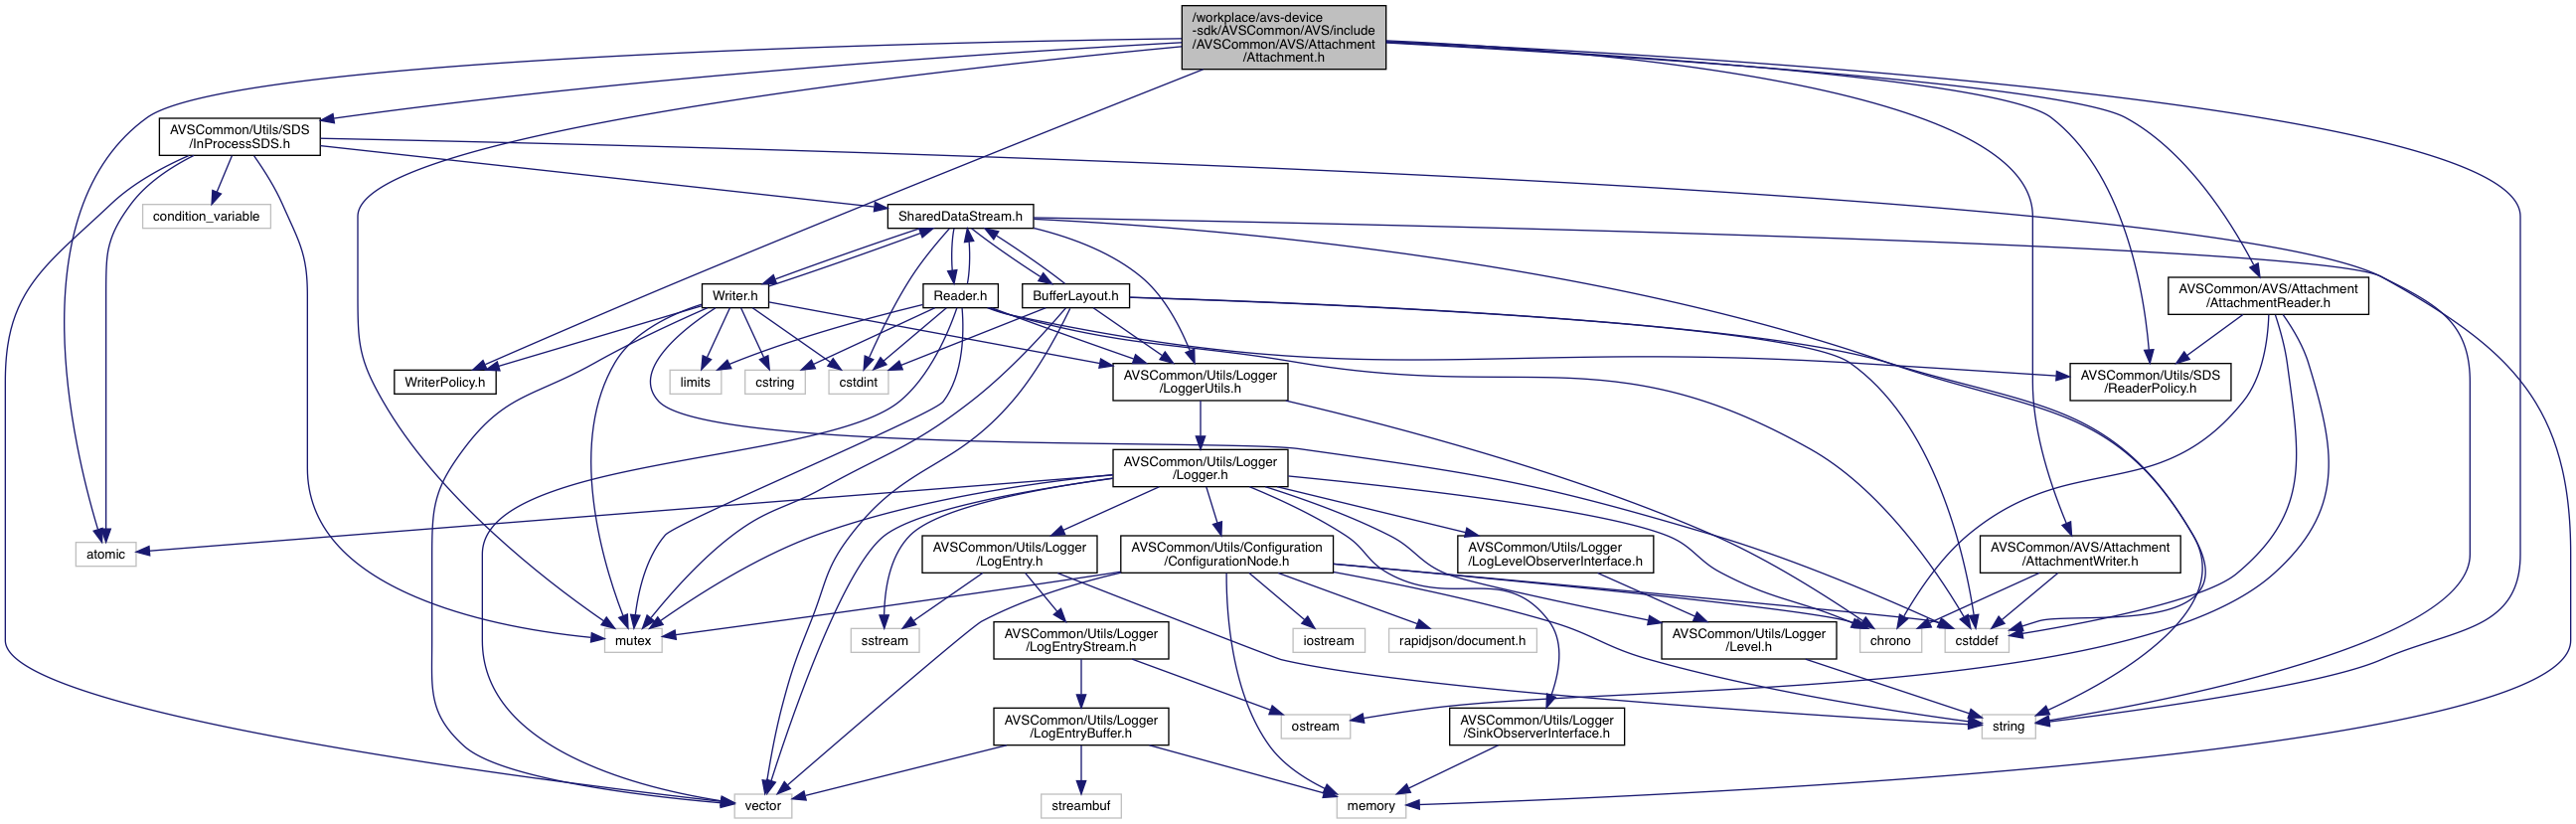 /workplace/avs-device
-sdk/AVSCommon/AVS/include
/AVSCommon/AVS/Attachment
/Attachment.h
AVSCommon/Utils/SDS
/InProcessSDS.h
condition_variable
SharedDataStream.h
Writer.h
Reader.h
BufferLayout.h
AVSCommon/AVS/Attachment
/AttachmentReader.h
WriterPolicy.h
limits
cstring
cstdint
AVSCommon/Utils/Logger
/LoggerUtils.h
AVSCommon/Utils/SDS
/ReaderPolicy.h
AVSCommon/Utils/Logger
/Logger.h
atomic
AVSCommon/Utils/Logger
/LogEntry.h
AVSCommon/Utils/Configuration
/ConfigurationNode.h
AVSCommon/Utils/Logger
/LogLevelObserverInterface.h
AVSCommon/AVS/Attachment
/AttachmentWriter.h
mutex
sstream
AVSCommon/Utils/Logger
/LogEntryStream.h
iostream
rapidjson/document.h
AVSCommon/Utils/Logger
/Level.h
chrono
cstddef
AVSCommon/Utils/Logger
/LogEntryBuffer.h
ostream
AVSCommon/Utils/Logger
/SinkObserverInterface.h
string
vector
streambuf
memory